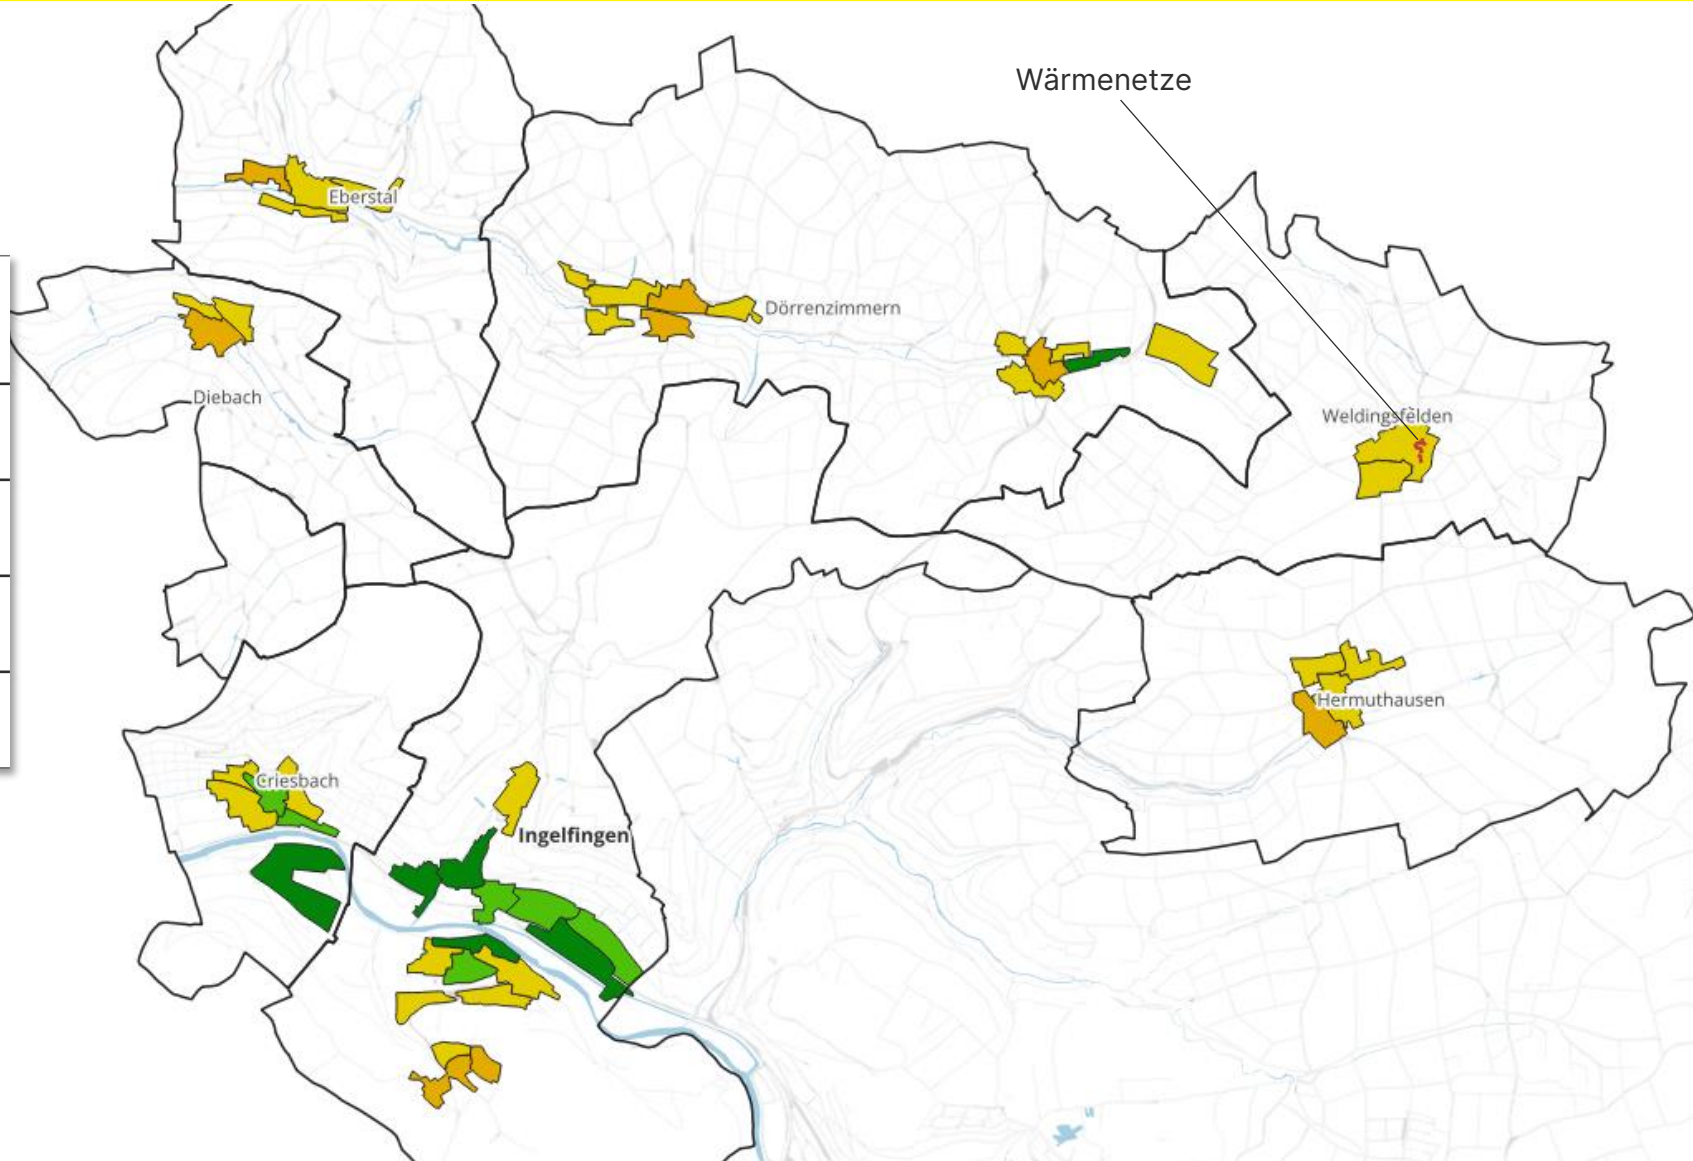 Wärmenetze
Eberstal
Dörrenzimmern
Diebach
Weldingsfelden
Hermuthausen
Criesbach
Ingelfingen